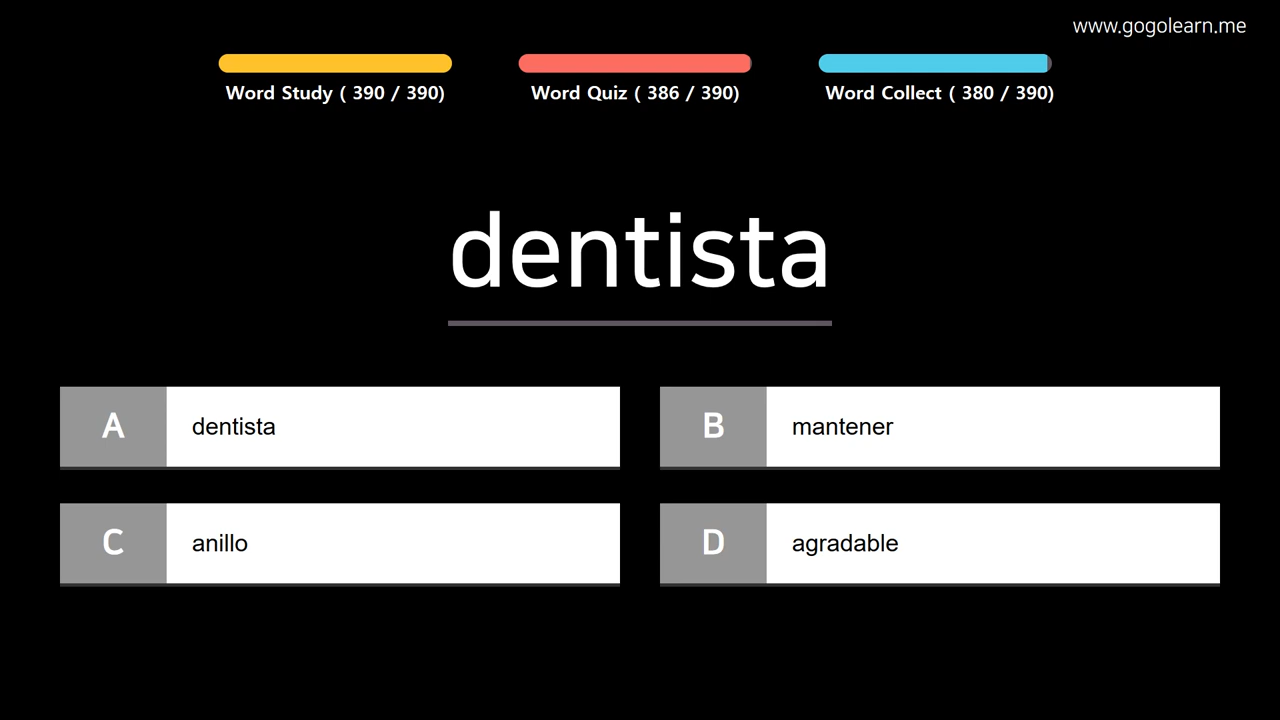 www.gogolearn.me
Word Study ( 390 / 390)
Word Quiz ( 386 / 390)
Word Collect ( 380 / 390)
dentista
A dentista
B mantener
C anillo
D agradable